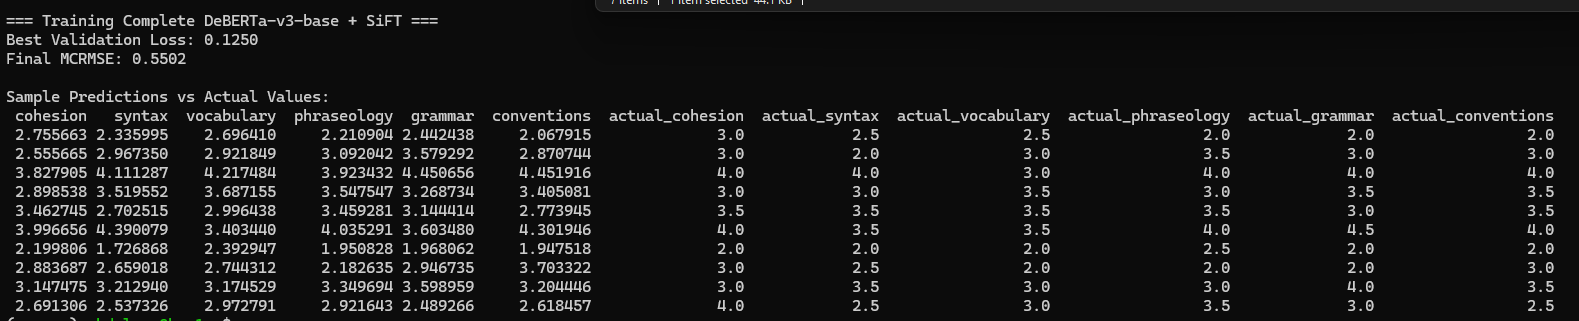 7 items | 1 item selected 44.1 KB |
=== Training Complete DeBERTa-v3-base + SiFT ===
Best Validation Loss: 0.1250
Final MCRMSE: 0.5502
Sample Predictions vs Actual Values:
cohesion syntax vocabulary phraseology grammar conventions actual_cohesion actual_syntax actual_vocabulary actual_phraseology actual_grammar actual_conventions
2.755663 2.335995 2.696410 2.210904 2.442438 2.067915 3.0 2.5 2.5 2.0 2.0 2.0
2.555665 2.967350 2.921849 3.092042 3.579292 2.870744 3.0 2.0 3.0 3.5 3.0 3.0
3.827905 4.111287 4.217484 3.923432 4.450656 4.451916 4.0 4.0 3.0 4.0 4.0 4.0
2.898538 3.519552 3.687155 3.547547 3.268734 3.405081 3.0 3.5 3.0 3.0 3.5 3.5
3.462745 2.702515 2.996438 3.459281 3.144414 2.773945 3.5 3.5 3.5 3.5 3.0 3.5
3.996656 4.390079 3.403440 4.035291 3.603480 4.301946 4.0 3.5 3.5 4.0 4.5 4.0
2.199806 1.726868 2.392947 1.950828 1.968062 1.947518 2.0 2.0 2.0 2.5 2.0 2.0
2.883687 2.659018 2.744312 2.182635 2.946735 3.703322 3.0 2.5 2.0 2.0 2.0 3.0
3.147475 3.212940 3.174529 3.349694 3.598959 3.204446 3.0 3.5 3.0 3.0 4.0 3.5
2.691306 2.537326 2.972791 2.921643 2.489266 2.618457 4.0 2.5 3.0 3.5 3.0 2.5